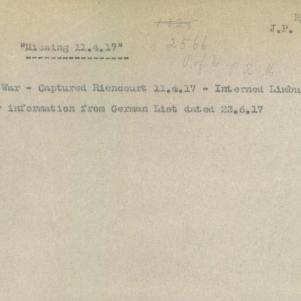 J.P.
"Missing 11.4.17"
2566
War - Captured Riencourt 11.4.17 - Interned Limbu
information from German List dated 23.6.17